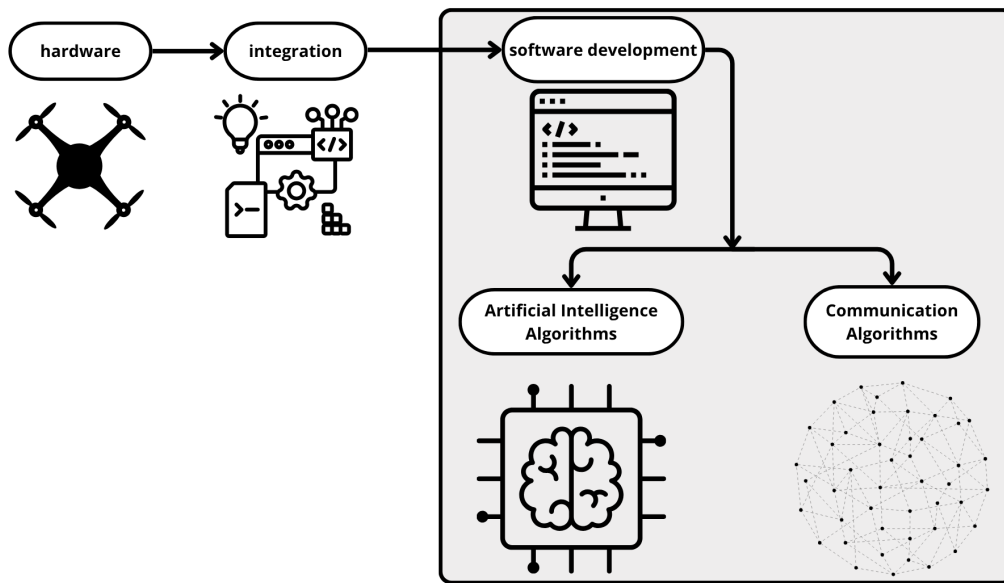 hardware
integration
software development
</>
</>
Artificial Intelligence
Algorithms
Communication
Algorithms